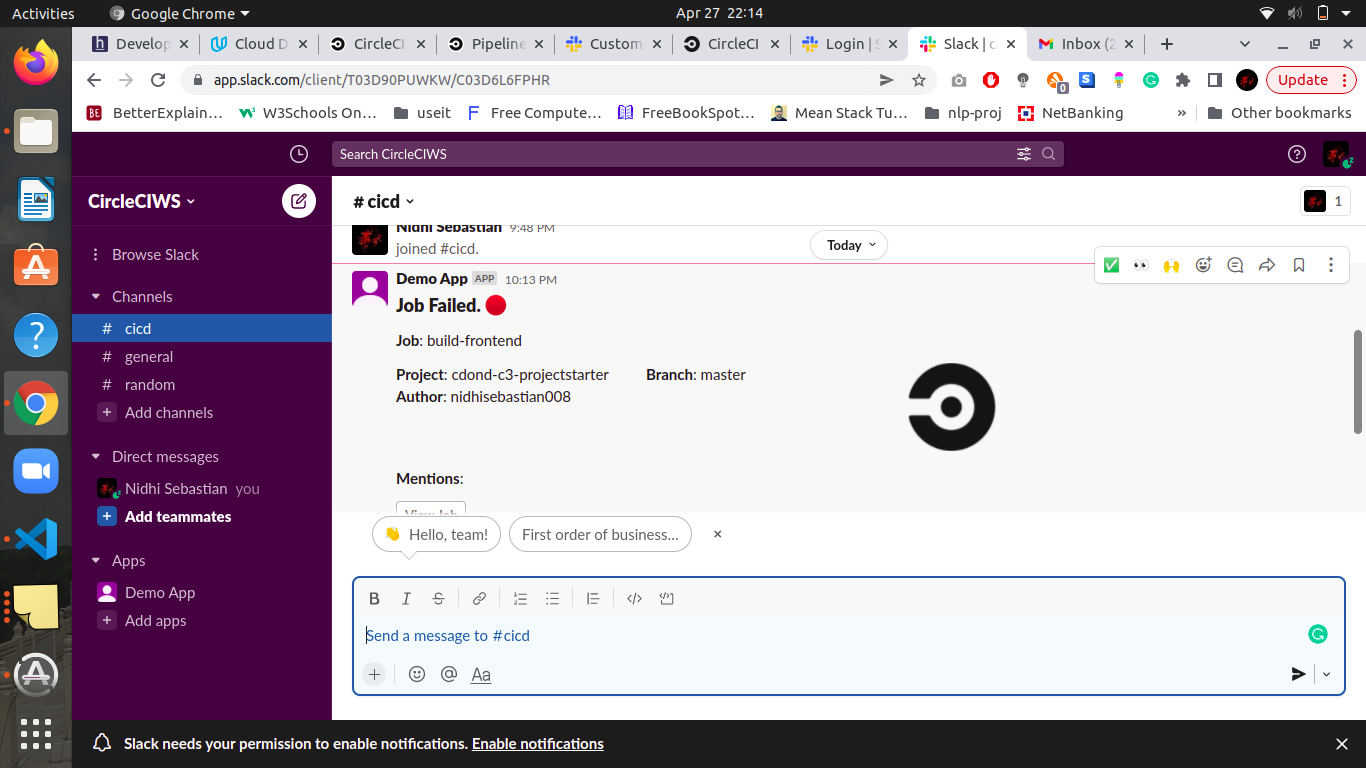 Activities
Google Chrome
Apr 27 22:14
Develop
Cloud D
CircleCI
Pipeline
Custom
CircleCI
Login | S
Slack | c
Inbox (2
app.slack.com/client/T03D90PUWKW/C03D6L6FPHR
0
Update
BE
BetterExplain…
W3Schools On…
useit
Free Compute…
FreeBookSpot…
Mean Stack Tu…
nlp-proj
NetBanking
»
Other bookmarks
Search CircleCIWS
CircleCIWS
# cicd
1
Browse Slack
Channels
# cicd
# general
# random
+ Add channels
Direct messages
Nidhi Sebastian you
+ Add teammates
Apps
Demo App
+ Add apps
Nidhi Sebastian 9:48 PM
joined #cicd.
Today
Demo App APP 10:13 PM
Job Failed. 🔴
Job: build-frontend
Project: cdond-c3-projectstarter
Branch: master
Author: nidhisebastian008
Mentions:
View Job
👋 Hello, team!
First order of business…
B I S
Send a message to #cicd
+ @ Aa
Slack needs your permission to enable notifications. Enable notifications